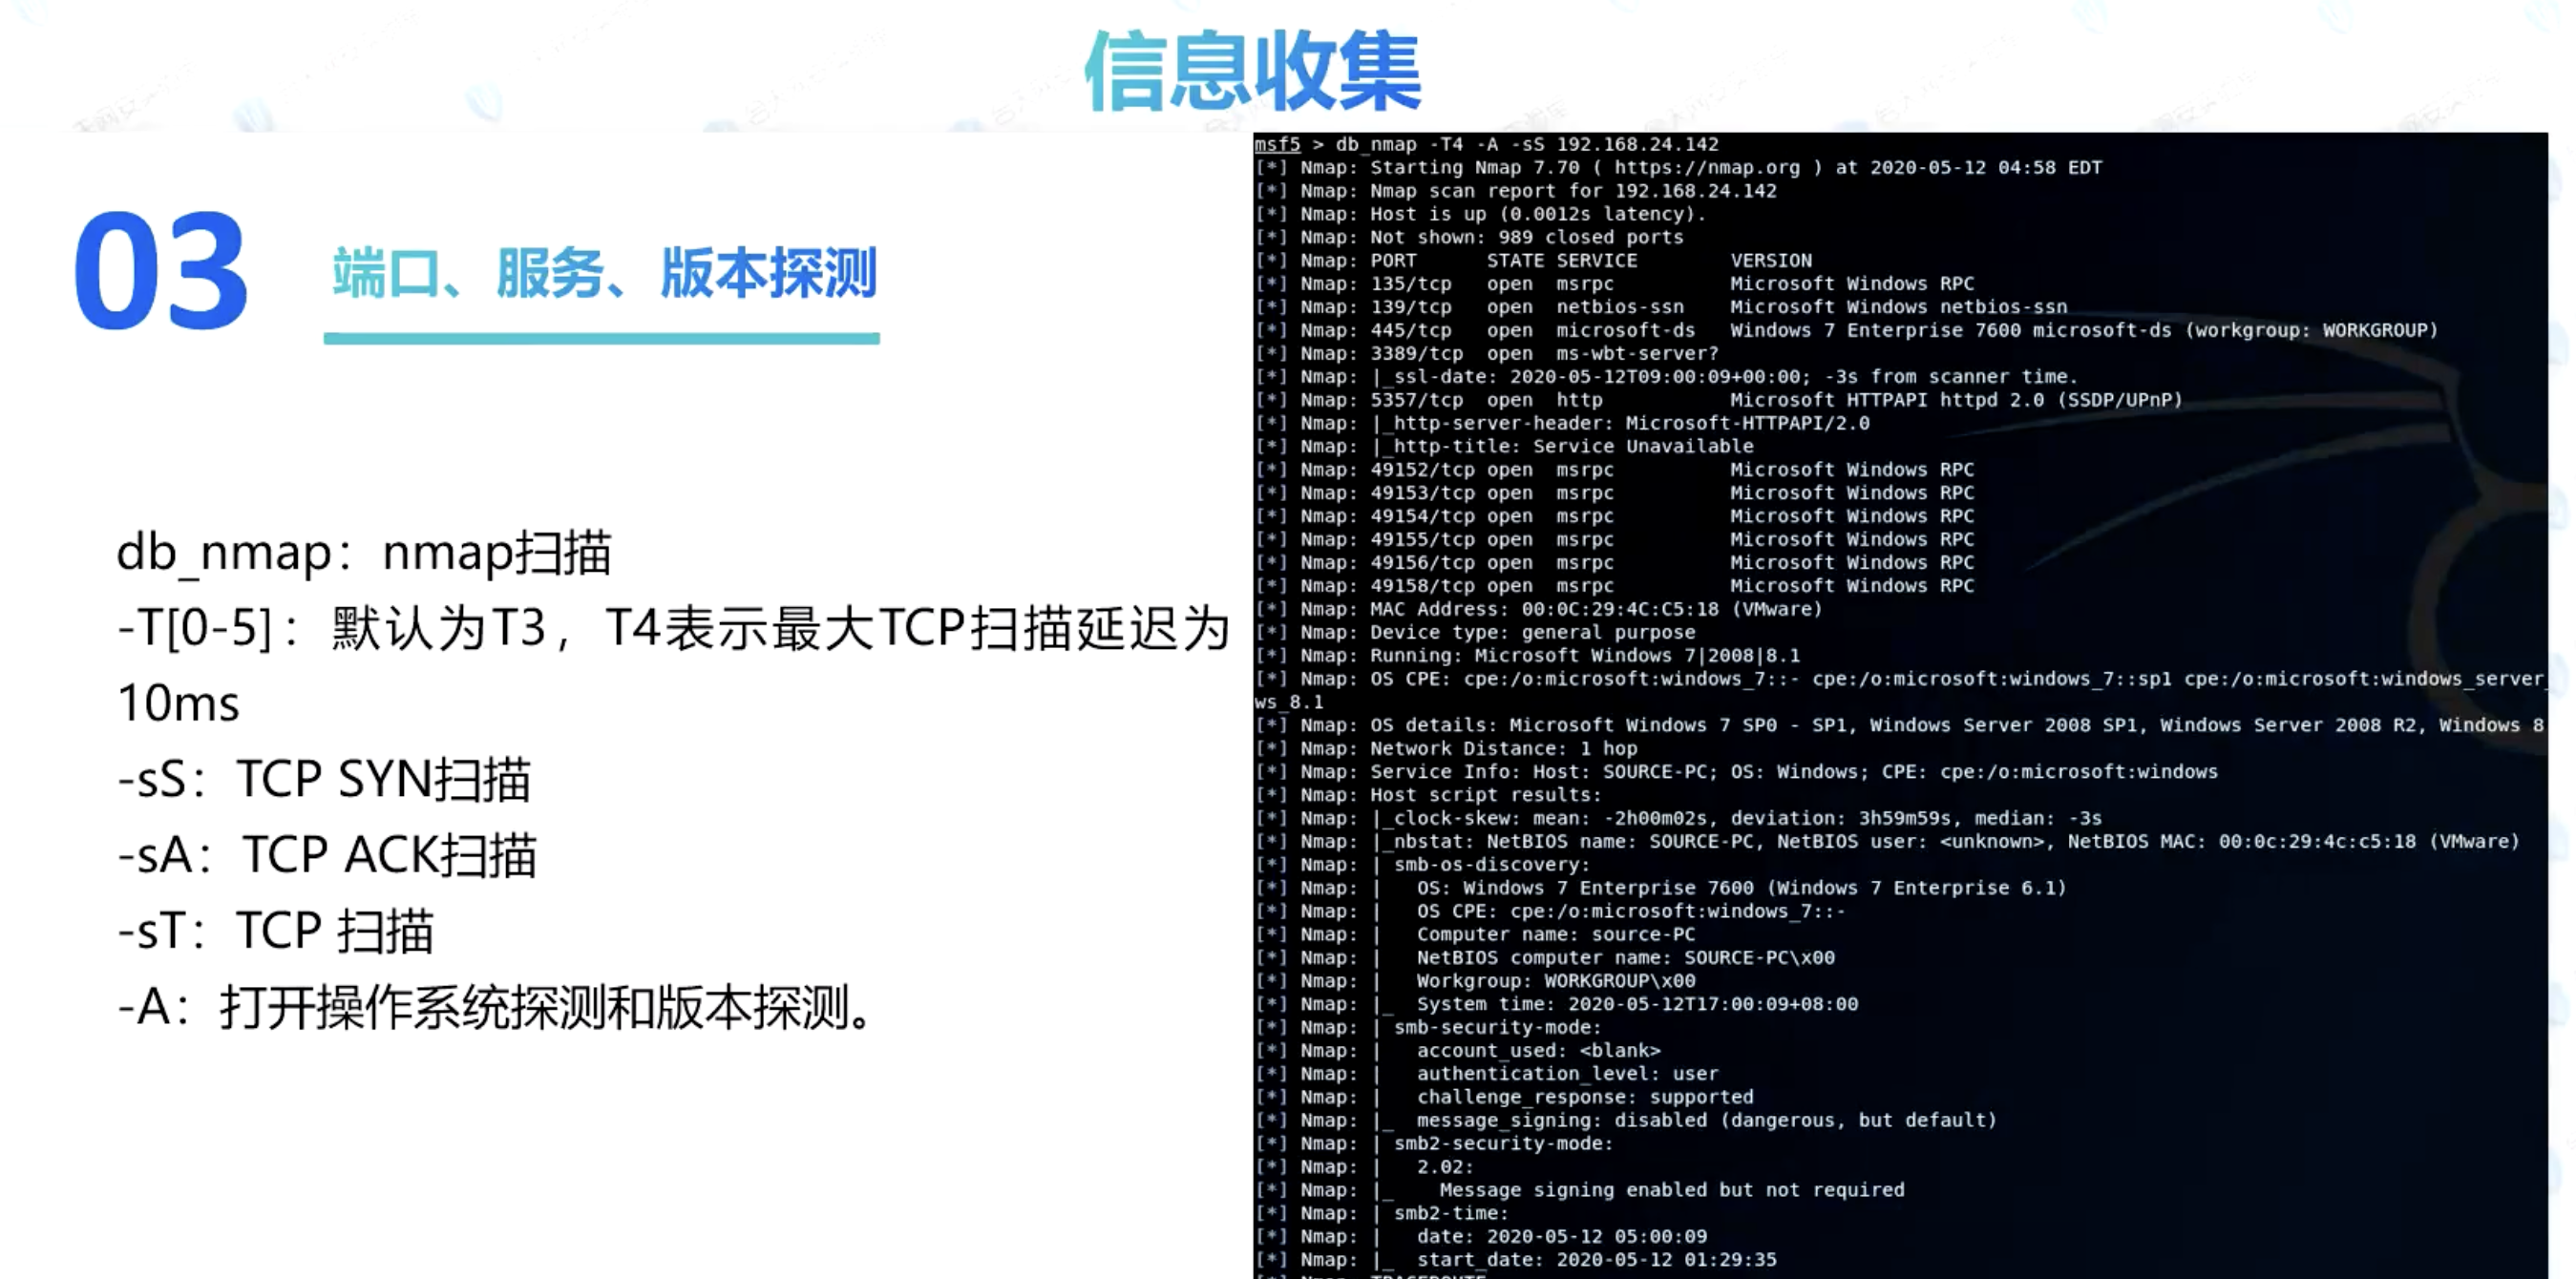 信息收集
03
端口、服务、版本探测
db_nmap：nmap扫描
-T[0-5]：默认为T3，T4表示最大TCP扫描延迟为
10ms
-sS：TCP SYN扫描
-sA：TCP ACK扫描
-sT：TCP 扫描
-A：打开操作系统探测和版本探测。
msf5 > db_nmap -T4 -A -sS 192.168.24.142
[*] Nmap: Starting Nmap 7.70 ( https://nmap.org ) at 2020-05-12 04:58 EDT
[*] Nmap: Nmap scan report for 192.168.24.142
[*] Nmap: Host is up (0.0012s latency).
[*] Nmap: Not shown: 989 closed ports
[*] Nmap: PORT      STATE SERVICE        VERSION
[*] Nmap: 135/tcp   open  msrpc          Microsoft Windows RPC
[*] Nmap: 139/tcp   open  netbios-ssn    Microsoft Windows netbios-ssn
[*] Nmap: 445/tcp   open  microsoft-ds   Windows 7 Enterprise 7600 microsoft-ds (workgroup: WORKGROUP)
[*] Nmap: 3389/tcp  open  ms-wbt-server?
[*] Nmap: |_ssl-date: 2020-05-12T09:00:09+00:00; -3s from scanner time.
[*] Nmap: 5357/tcp  open  http           Microsoft HTTPAPI httpd 2.0 (SSDP/UPnP)
[*] Nmap: |_http-server-header: Microsoft-HTTPAPI/2.0
[*] Nmap: |_http-title: Service Unavailable
[*] Nmap: 49152/tcp open  msrpc          Microsoft Windows RPC
[*] Nmap: 49153/tcp open  msrpc          Microsoft Windows RPC
[*] Nmap: 49154/tcp open  msrpc          Microsoft Windows RPC
[*] Nmap: 49155/tcp open  msrpc          Microsoft Windows RPC
[*] Nmap: 49156/tcp open  msrpc          Microsoft Windows RPC
[*] Nmap: 49158/tcp open  msrpc          Microsoft Windows RPC
[*] Nmap: MAC Address: 00:0C:29:4C:C5:18 (VMware)
[*] Nmap: Device type: general purpose
[*] Nmap: Running: Microsoft Windows 7|2008|8.1
[*] Nmap: OS CPE: cpe:/o:microsoft:windows_7::- cpe:/o:microsoft:windows_7::sp1 cpe:/o:microsoft:windows_server_
ws_8.1
[*] Nmap: OS details: Microsoft Windows 7 SP0 - SP1, Windows Server 2008 SP1, Windows Server 2008 R2, Windows 8
[*] Nmap: Network Distance: 1 hop
[*] Nmap: Service Info: Host: SOURCE-PC; OS: Windows; CPE: cpe:/o:microsoft:windows
[*] Nmap: Host script results:
[*] Nmap: |_clock-skew: mean: -2h00m02s, deviation: 3h59m59s, median: -3s
[*] Nmap: |_nbstat: NetBIOS name: SOURCE-PC, NetBIOS user: <unknown>, NetBIOS MAC: 00:0c:29:4c:c5:18 (VMware)
[*] Nmap: | smb-os-discovery:
[*] Nmap: |   OS: Windows 7 Enterprise 7600 (Windows 7 Enterprise 6.1)
[*] Nmap: |   OS CPE: cpe:/o:microsoft:windows_7::-
[*] Nmap: |   Computer name: source-PC
[*] Nmap: |   NetBIOS computer name: SOURCE-PC\x00
[*] Nmap: |   Workgroup: WORKGROUP\x00
[*] Nmap: |_  System time: 2020-05-12T17:00:09+08:00
[*] Nmap: | smb-security-mode:
[*] Nmap: |   account_used: <blank>
[*] Nmap: |   authentication_level: user
[*] Nmap: |   challenge_response: supported
[*] Nmap: |_  message_signing: disabled (dangerous, but default)
[*] Nmap: | smb2-security-mode:
[*] Nmap: |   2.02:
[*] Nmap: |_    Message signing enabled but not required
[*] Nmap: | smb2-time:
[*] Nmap: |   date: 2020-05-12 05:00:09
[*] Nmap: |_  start_date: 2020-05-12 01:29:35